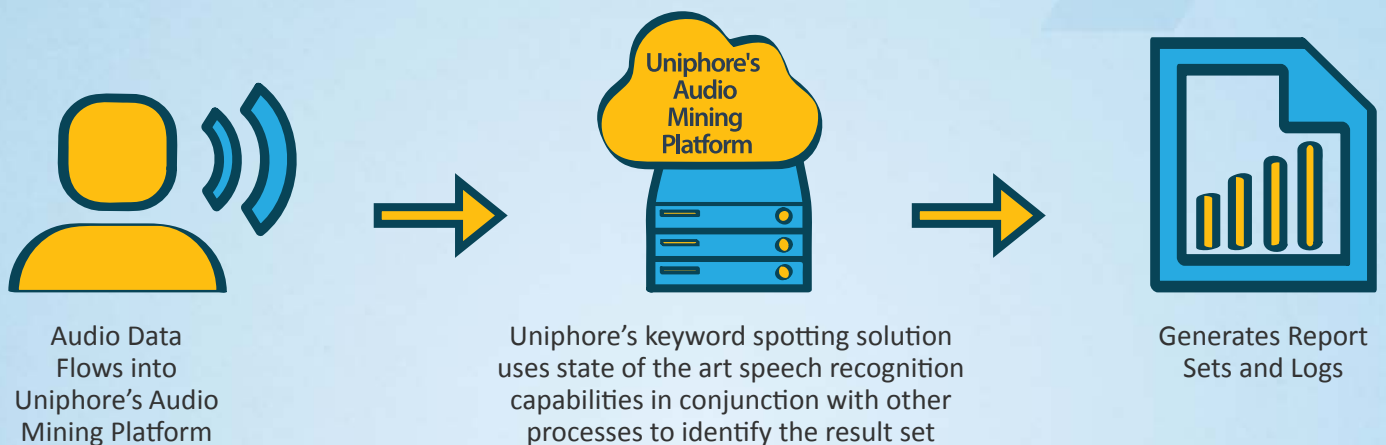 Uniphore's
Audio
Mining
Platform
Audio Data
Flows into
Uniphore’s Audio
Mining Platform
Uniphore’s keyword spotting solution
uses state of the art speech recognition
capabilities in conjunction with other
processes to identify the result set
Generates Report
Sets and Logs